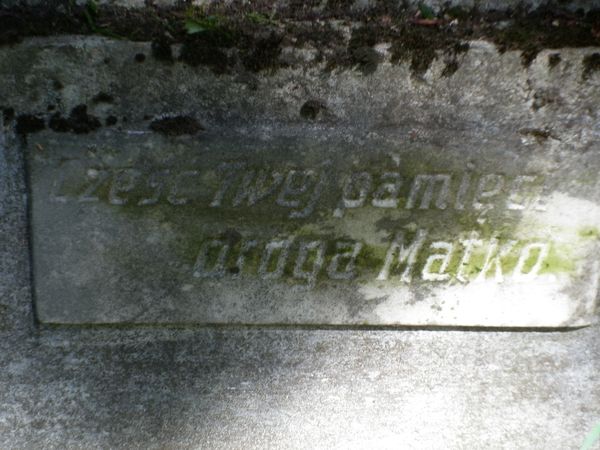 Cześć Twej pamięci
droga Matko.